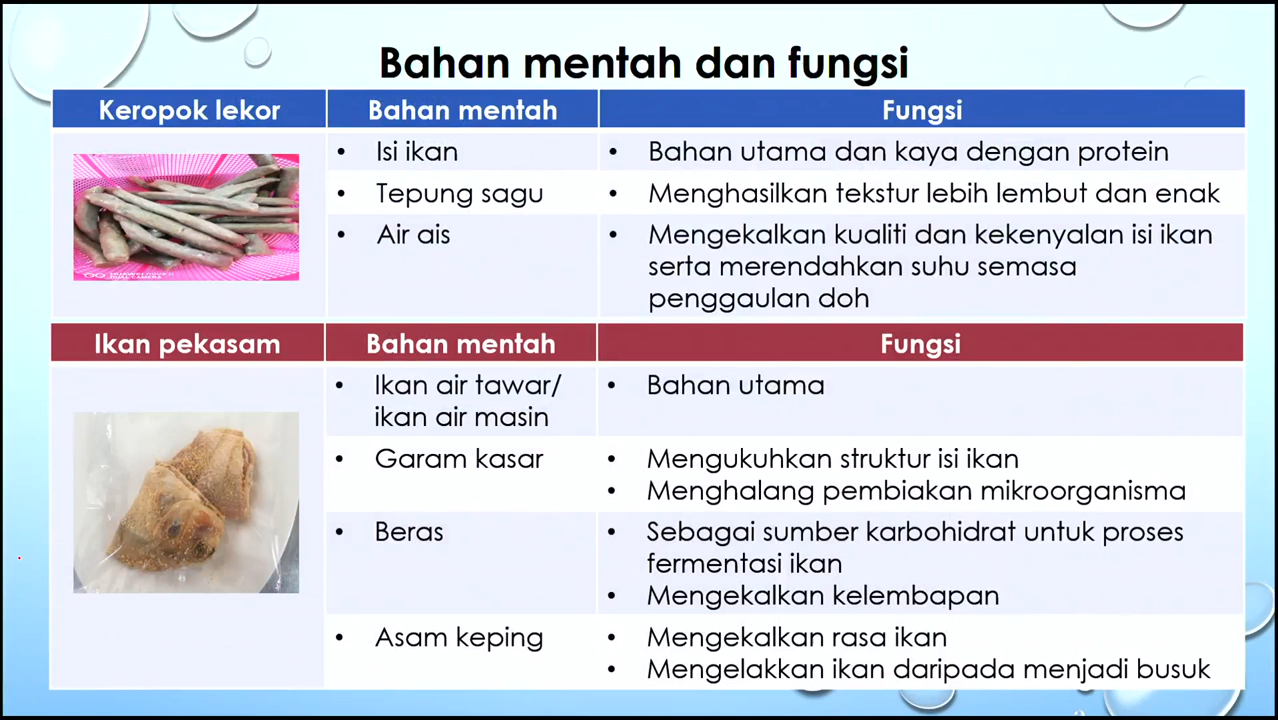 Bahan mentah dan fungsi
Keropok lekor
Bahan mentah
Fungsi
• Isi ikan
• Bahan utama dan kaya dengan protein
• Tepung sagu
• Menghasilkan tekstur lebih lembut dan enak
• Air ais
• Mengekalkan kualiti dan kekenyalan isi ikan
serta merendahkan suhu semasa
penggaulan doh
Ikan pekasam
Bahan mentah
Fungsi
• Ikan air tawar/
ikan air masin
• Bahan utama
• Garam kasar
• Mengukuhkan struktur isi ikan
• Menghalang pembiakan mikroorganisma
• Beras
• Sebagai sumber karbohidrat untuk proses
fermentasi ikan
• Mengekalkan kelembapan
• Asam keping
• Mengekalkan rasa ikan
• Mengelakkan ikan daripada menjadi busuk